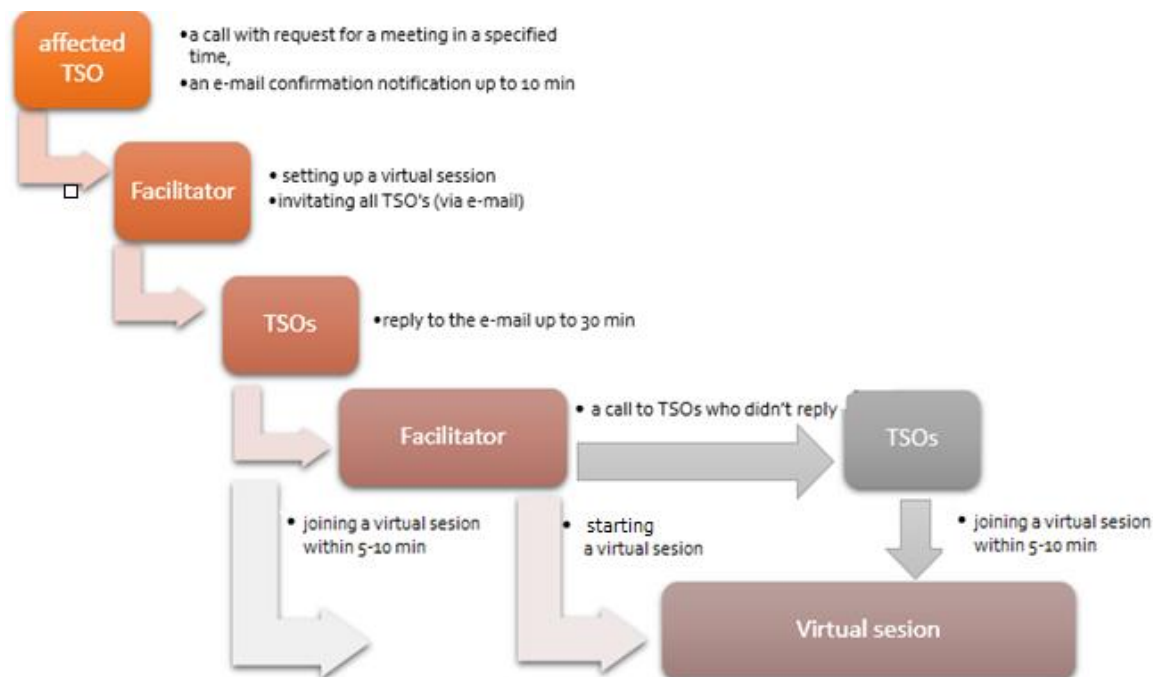 affected
TSO
•a call with request for a meeting in a specified
time,
•an e-mail confirmation notification up to 10 min
Facilitator
• setting up a virtual session
•invitating all TSO's (via e-mail)
TSOs
•reply to the e-mail up to 30 min
Facilitator
• a call to TSOs who didn't reply
TSOs
• joining a virtual sesion
within 5-10 min
• starting
a virtual sesion
• joining a virtual sesion
within 5-10 min
Virtual sesion